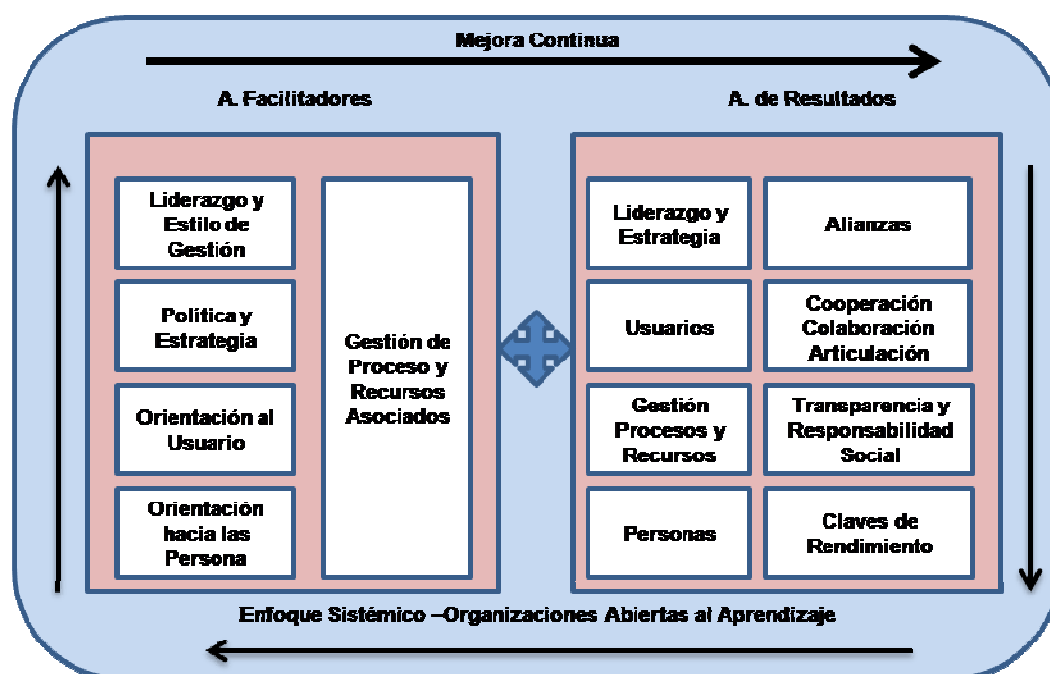 Mejora Continua
A. Facilitadores
A. de Resultados
Liderazgo y
Estilo de
Gestión
Política y
Estrategia
Orientación al
Usuario
Orientación
hacia las
Persona
Gestión de
Proceso y
Recursos
Asociados
Liderazgo y
Estrategia
Alianzas
Usuarios
Cooperación
Colaboración
Articulación
Gestión
Procesos y
Recursos
Transparencia y
Responsabilidad
Social
Personas
Claves de
Rendimiento
Enfoque Sistémico –Organizaciones Abiertas al Aprendizaje